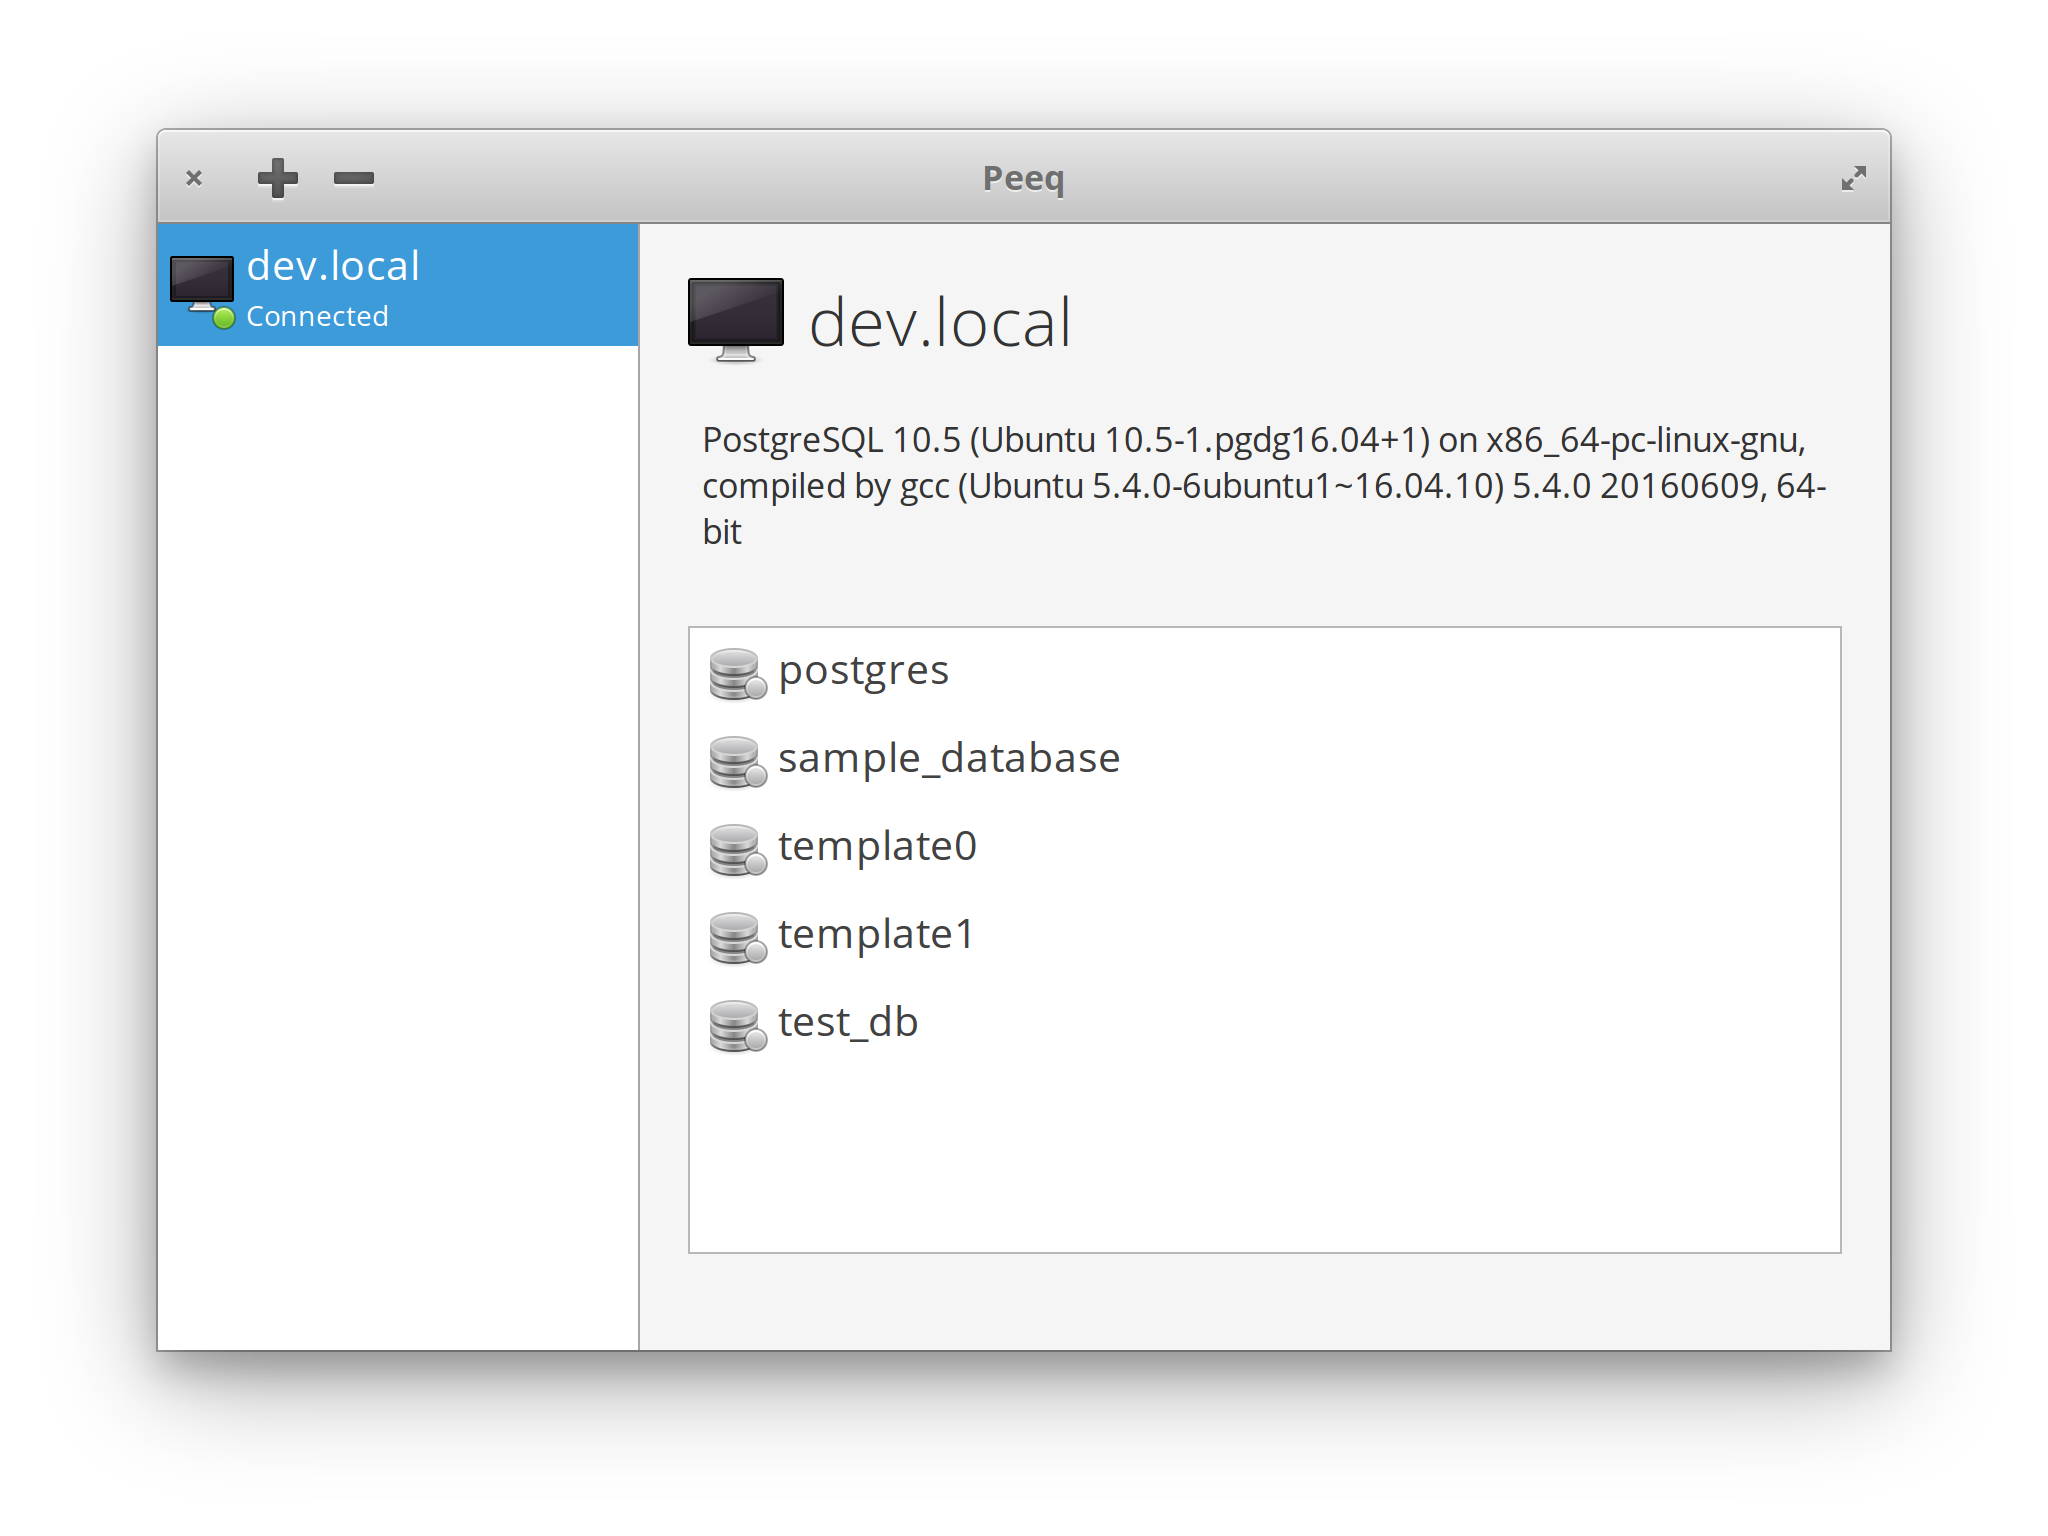 Peeq
dev.local
Connected
dev.local
PostgreSQL 10.5 (Ubuntu 10.5-1.pgdg16.04+1) on x86_64-pc-linux-gnu,
compiled by gcc (Ubuntu 5.4.0-6ubuntu1~16.04.10) 5.4.0 20160609, 64-
bit
postgres
sample_database
template0
template1
test_db